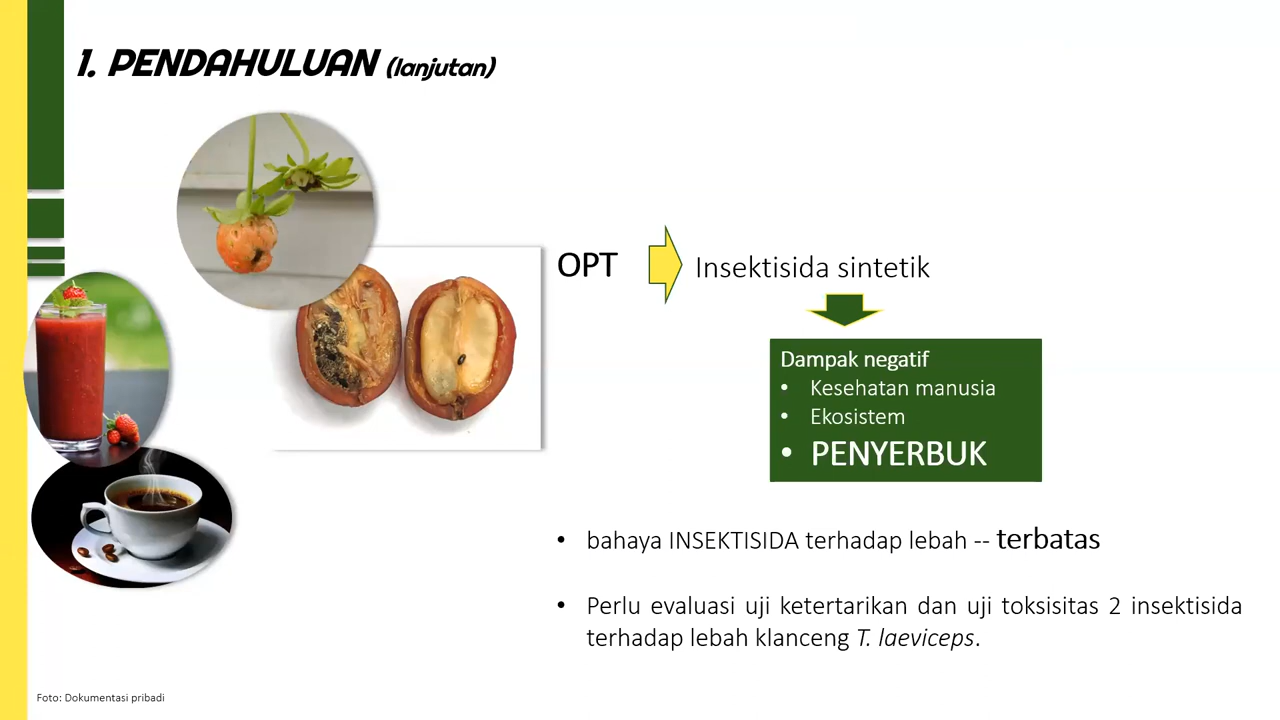 1. PENDAHULUAN (lanjutan)
OPT
Insektisida sintetik
Dampak negatif
• Kesehatan manusia
• Ekosistem
• PENYERBUK
• bahaya INSEKTISIDA terhadap lebah -- terbatas
• Perlu evaluasi uji ketertarikan dan uji toksisitas 2 insektisida
terhadap lebah klanceng T. laeviceps.
Foto: Dokumentasi pribadi